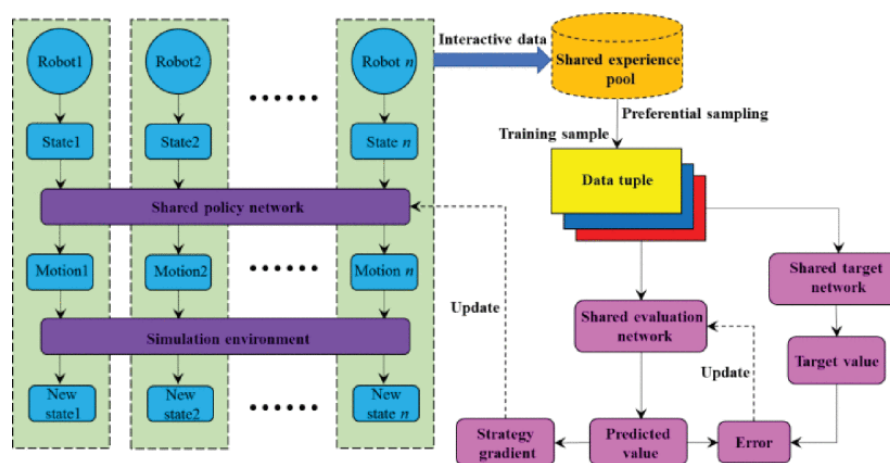 Robot1
Robot2
Robot n
Interactive data
Shared experience
pool
Preferential sampling
Training sample
State1
State2
State n
Data tuple
Shared policy network
Motion1
Motion2
Motion n
Shared target
network
Update
Shared evaluation
network
Simulation environment
Target value
Update
New
state1
New
state2
New
state n
Strategy
gradient
Predicted
value
Error